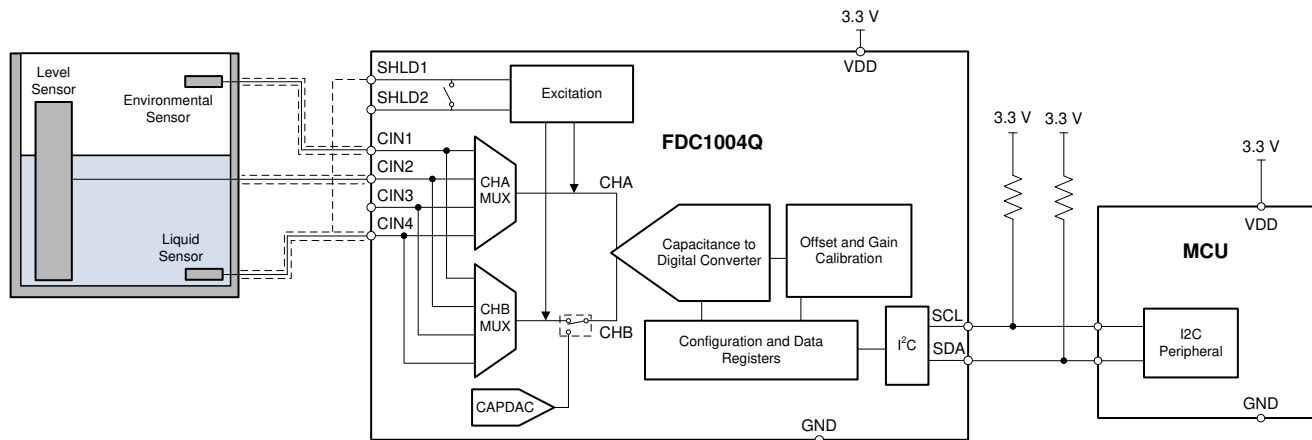 3.3 V
VDD
Level
Sensor
Environmental
Sensor
Liquid
Sensor
SHLD1
SHLD2
CIN1
CIN2
CIN3
CIN4
Excitation
FDC1004Q
CHA
MUX
CHA
CHB
MUX
CHB
CAPDAC
Capacitance to
Digital Converter
Offset and Gain
Calibration
Configuration and Data
Registers
I²C
SCL
SDA
GND
3.3 V
3.3 V
3.3 V
VDD
MCU
I2C
Peripheral
GND